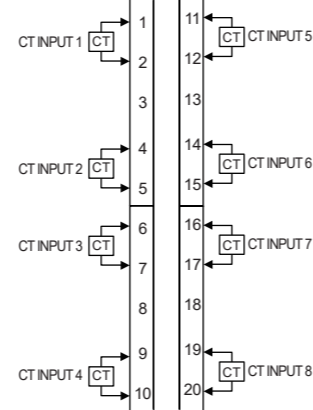 1
11
CT INPUT 1 CT
CT CT INPUT 5
2
12
3
13
4
14
CT INPUT 2 CT
CT CT INPUT 6
5
15
6
16
CT INPUT 3 CT
CT CT INPUT 7
7
17
8
18
9
19
CT INPUT 4 CT
CT CT INPUT 8
10
20